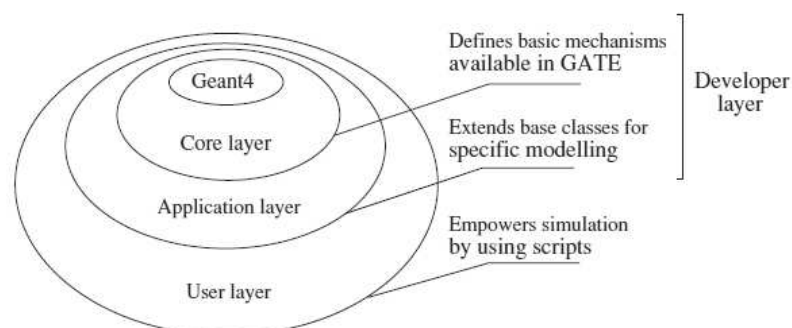 Geant4
Core layer
Application layer
User layer
Defines basic mechanisms
available in GATE
Extends base classes for
specific modelling
Empowers simulation
by using scripts
Developer
layer